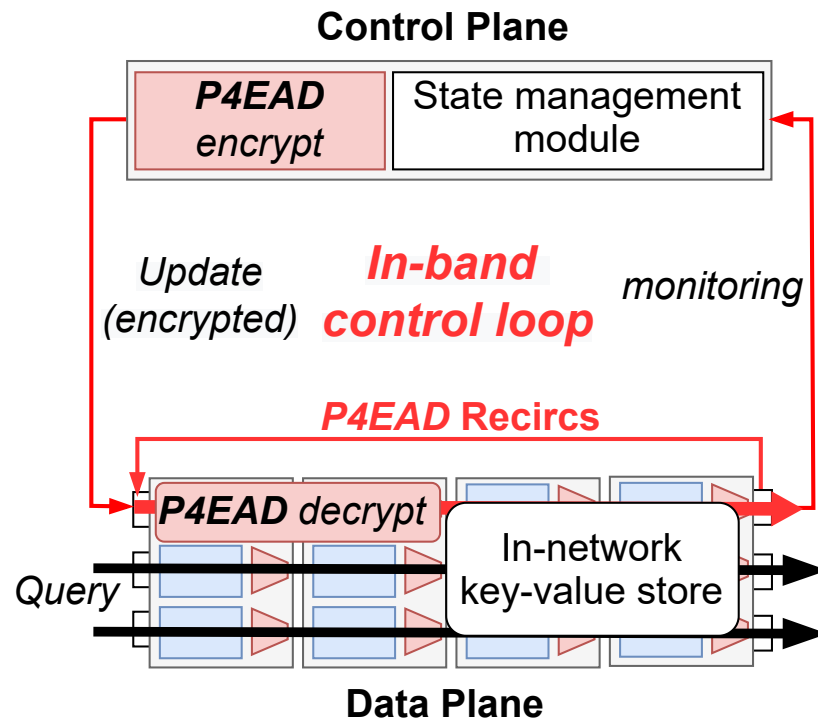 Control Plane
P4EAD
encrypt
State management
module
Update
(encrypted)
In-band
control loop
monitoring
P4EAD Recircs
P4EAD decrypt
In-network
key-value store
Query
Data Plane